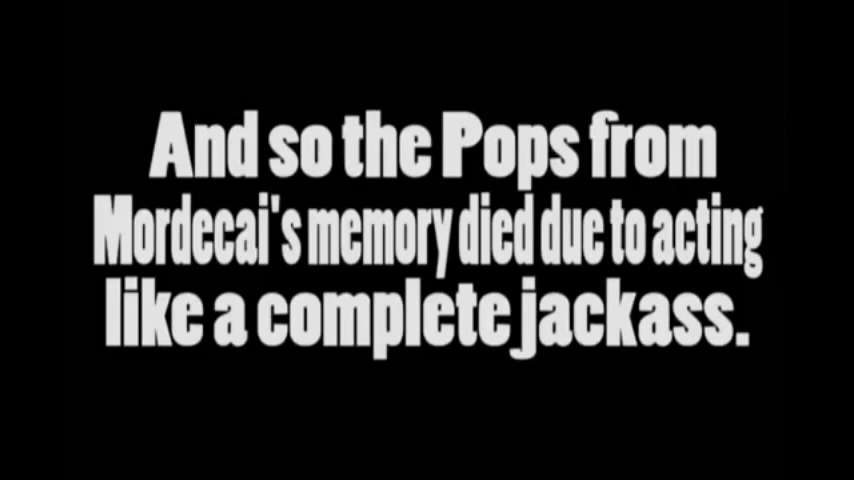 And so the Pops from
Mordecai's memory died due to acting
like a complete jackass.